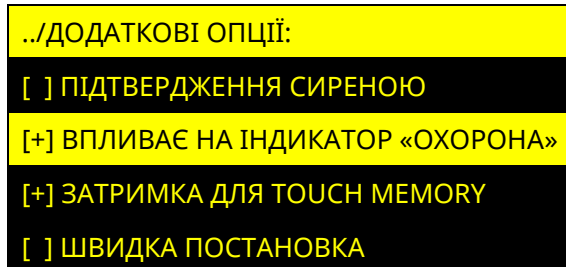 ../ДОДАТКОВІ ОПЦІЇ:
[ ] ПІДТВЕРДЖЕННЯ СИРЕНОЮ
[+] ВПЛИВАЄ НА ІНДИКАТОР «ОХОРОНА»
[+] ЗАТРИМКА ДЛЯ TOUCH MEMORY
[ ] ШВИДКА ПОСТАНОВКА